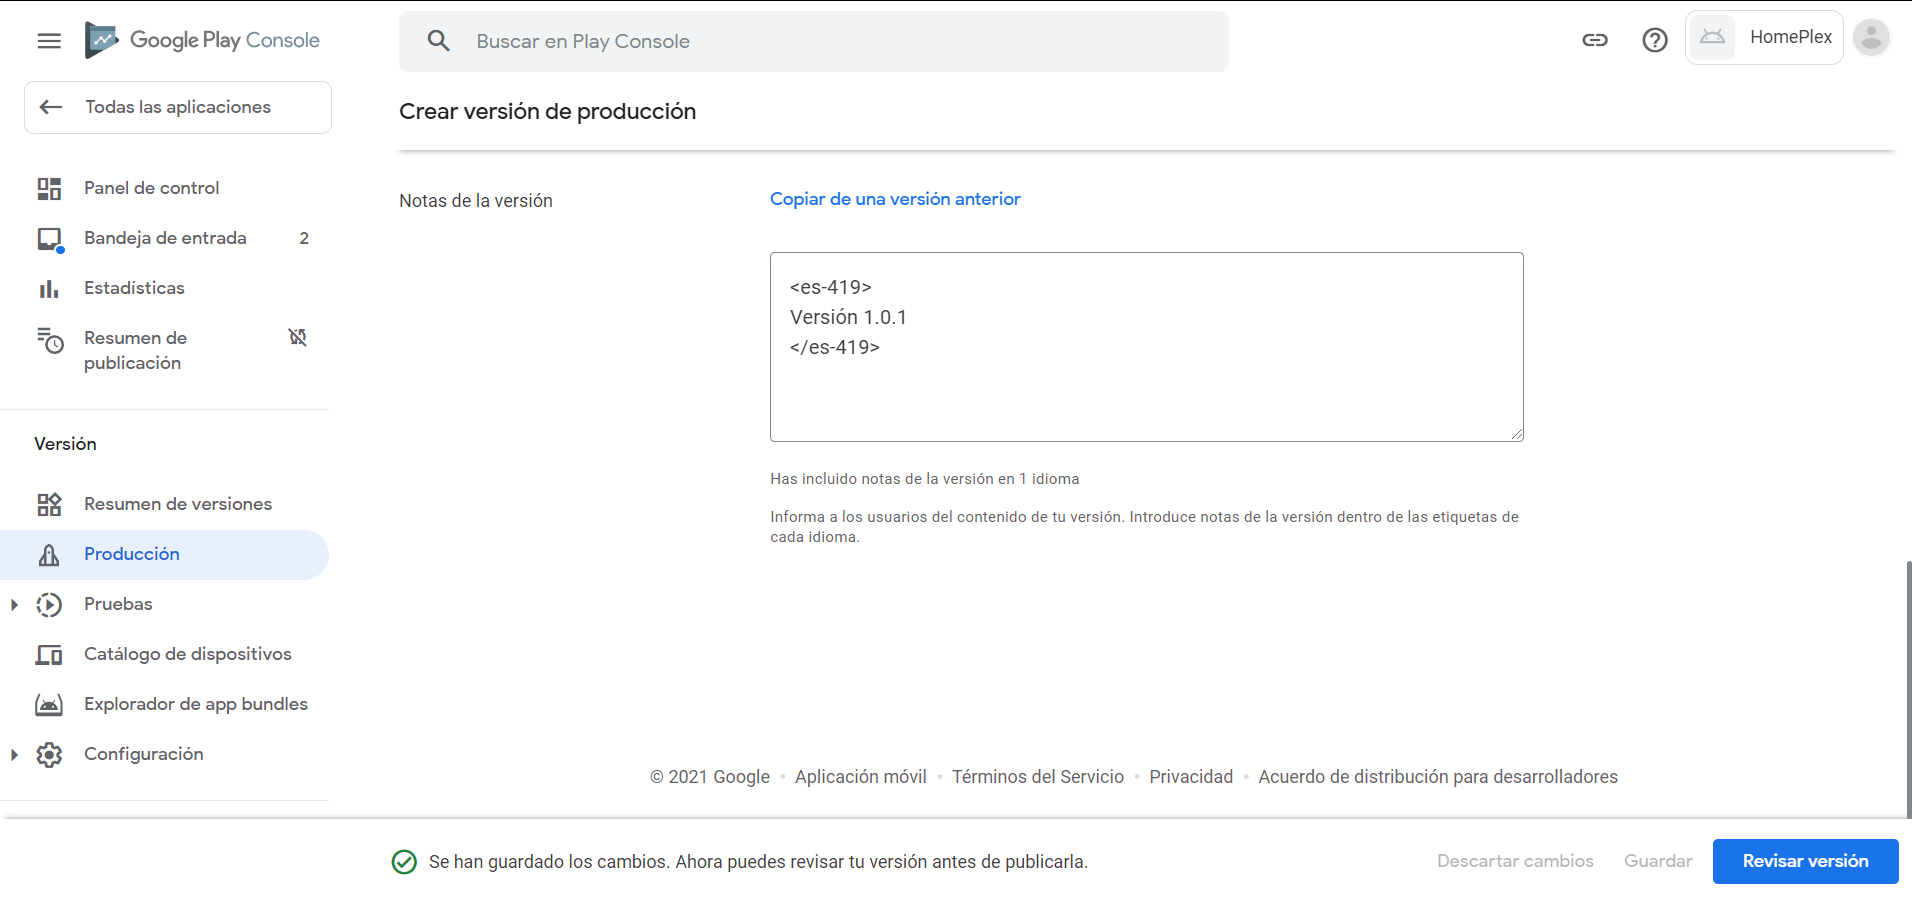 Google Play Console
Buscar en Play Console
HomePlex
Todas las aplicaciones
Crear versión de producción
Panel de control
Bandeja de entrada 2
Estadísticas
Resumen de
publicación
Versión
Resumen de versiones
Producción
Pruebas
Catálogo de dispositivos
Explorador de app bundles
Configuración
Notas de la versión
Copiar de una versión anterior
<es-419>
Versión 1.0.1
</es-419>
Has incluido notas de la versión en 1 idioma
Informa a los usuarios del contenido de tu versión. Introduce notas de la versión dentro de las etiquetas de
cada idioma.
© 2021 Google • Aplicación móvil • Términos del Servicio • Privacidad • Acuerdo de distribución para desarrolladores
Se han guardado los cambios. Ahora puedes revisar tu versión antes de publicarla.
Descartar cambios
Guardar
Revisar versión